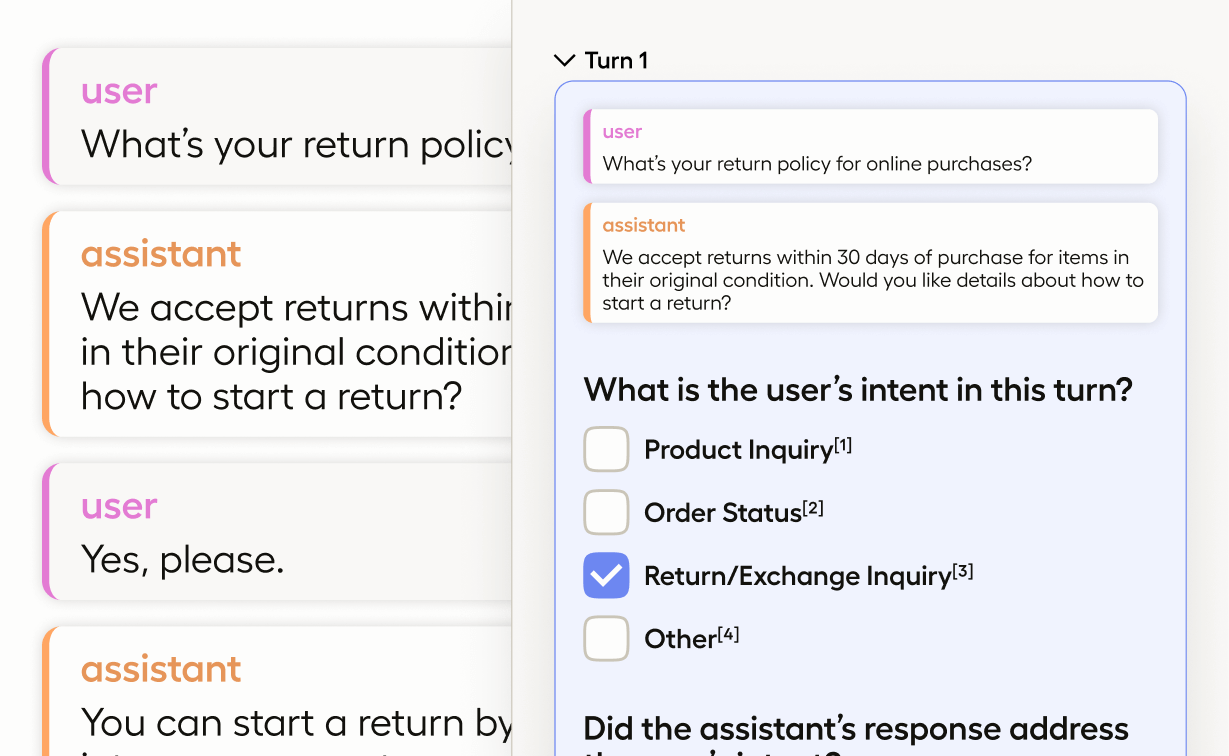 user
What's your return policy
assistant
We accept returns within
in their original condition
how to start a return?
user
Yes, please.
assistant
You can start a return by
Turn 1
user
What's your return policy for online purchases?
assistant
We accept returns within 30 days of purchase for items in
their original condition. Would you like details about how to
start a return?
What is the user's intent in this turn?
Product Inquiry[1]
Order Status[2]
Return/Exchange Inquiry[3]
Other[4]
Did the assistant's response address